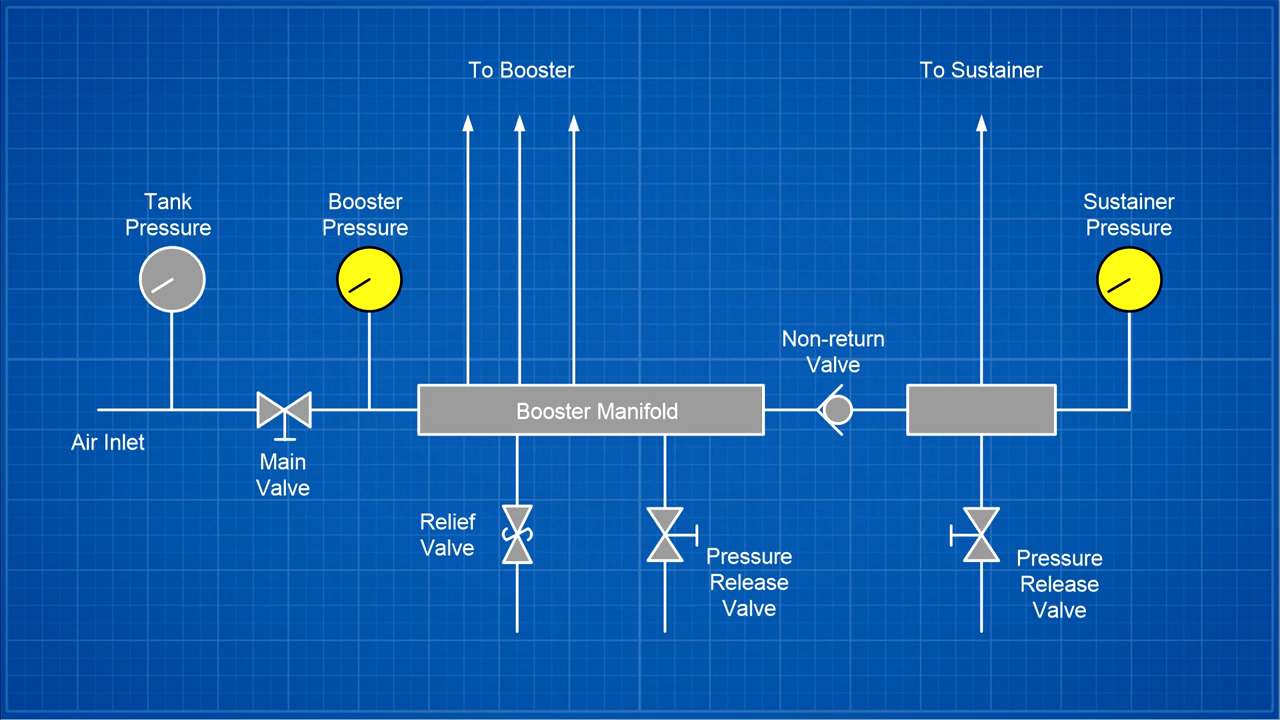 To Booster
To Sustainer
Tank
Pressure
Booster
Pressure
Sustainer
Pressure
Non-return
Valve
Booster Manifold
Air Inlet
Main
Valve
Relief
Valve
Pressure
Release
Valve
Pressure
Release
Valve